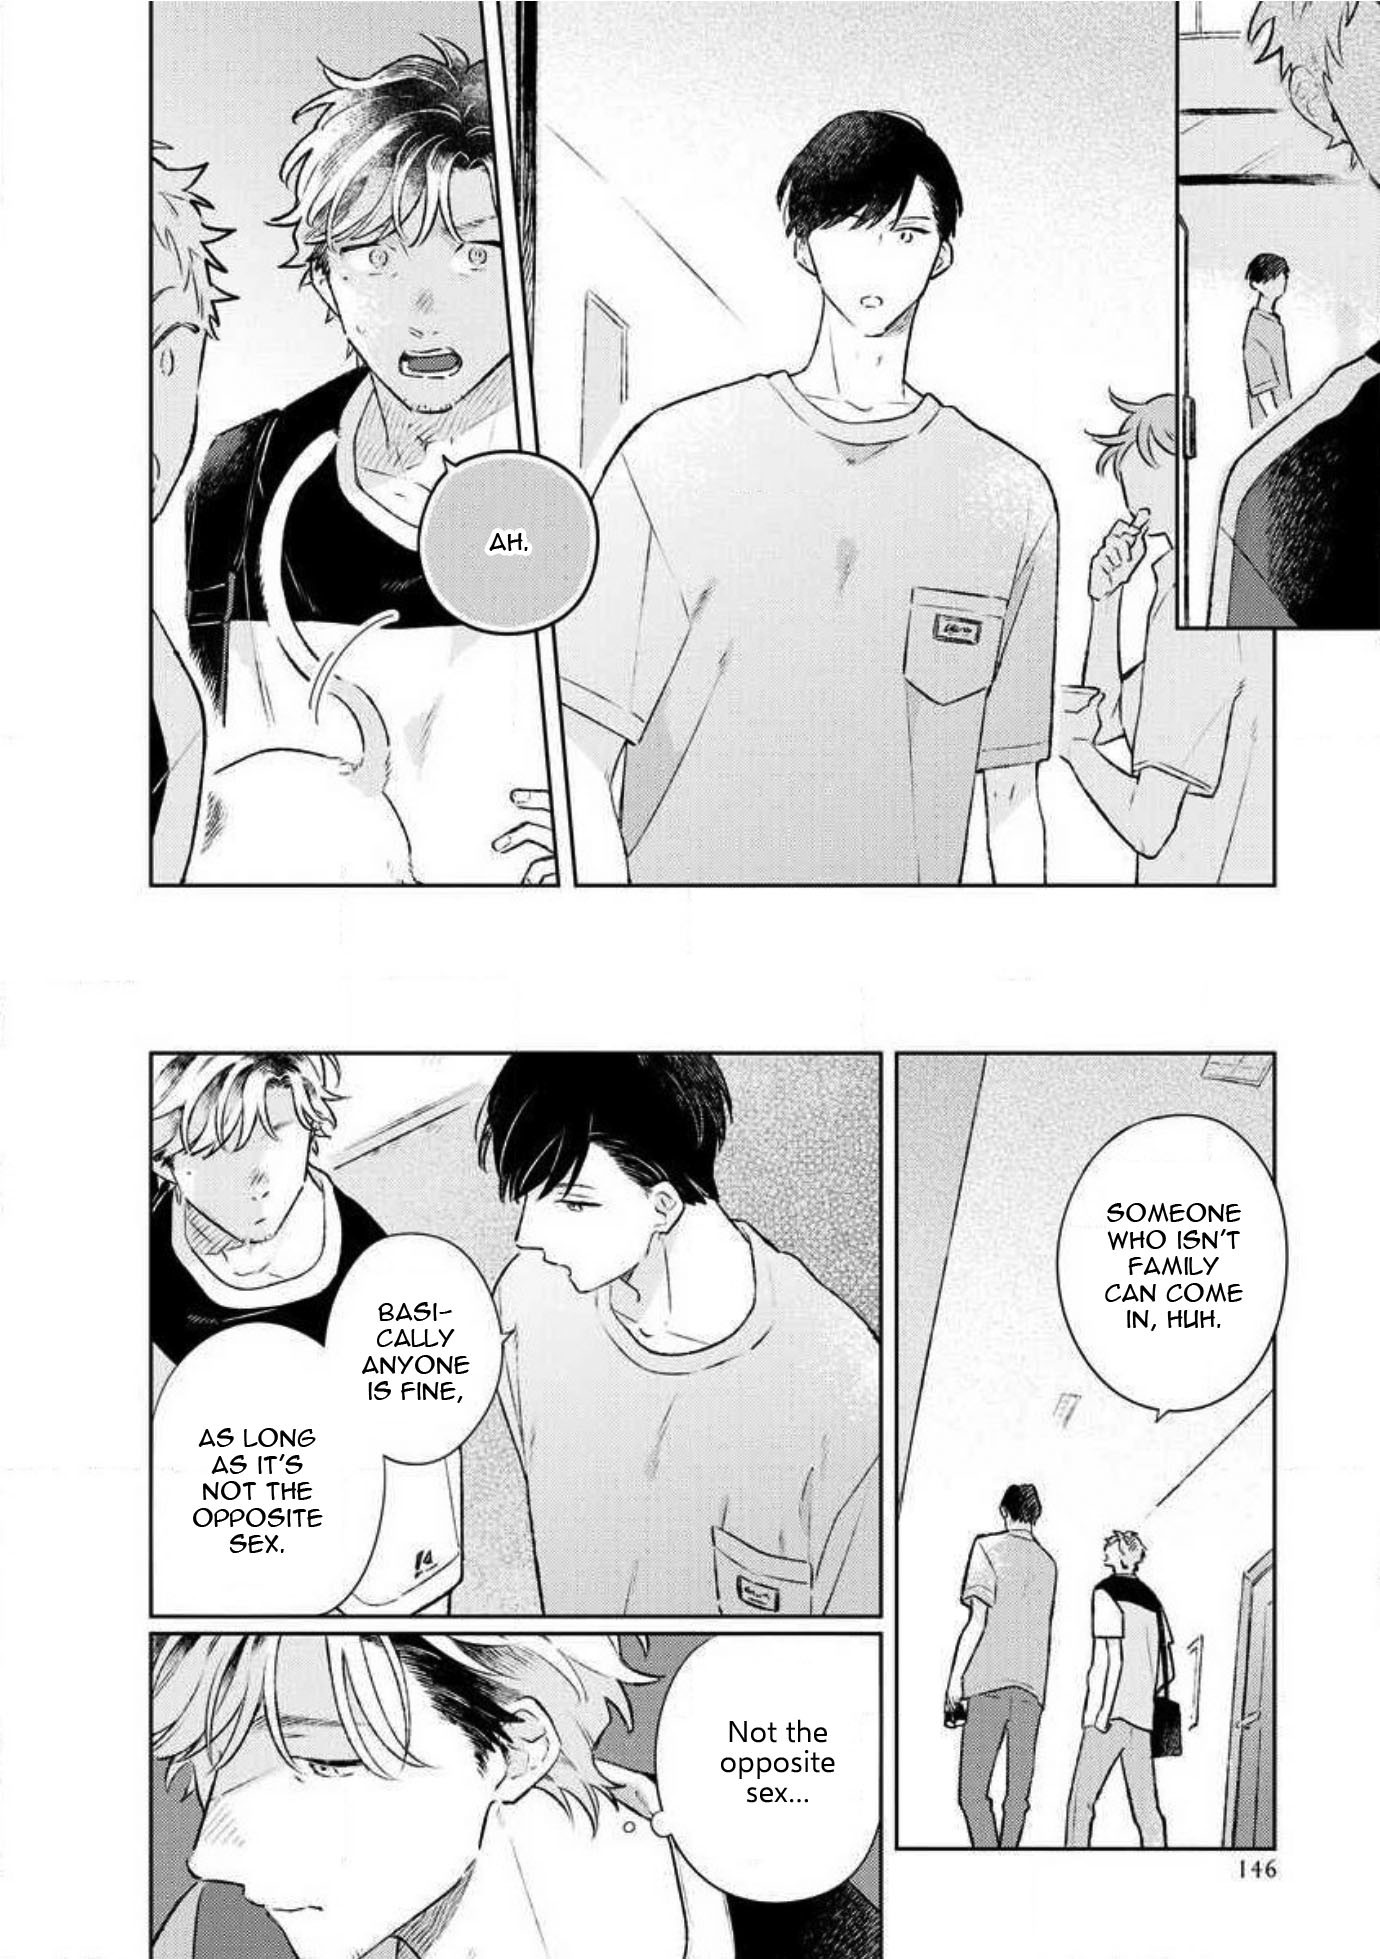 AH.
SOMEONE
WHO ISN'T
FAMILY
CAN COME
IN, HUH.
BASI-
CALLY
ANYONE
IS FINE,
AS LONG
AS IT'S
NOT THE
OPPOSITE
SEX.
Not the
opposite
sex...
146